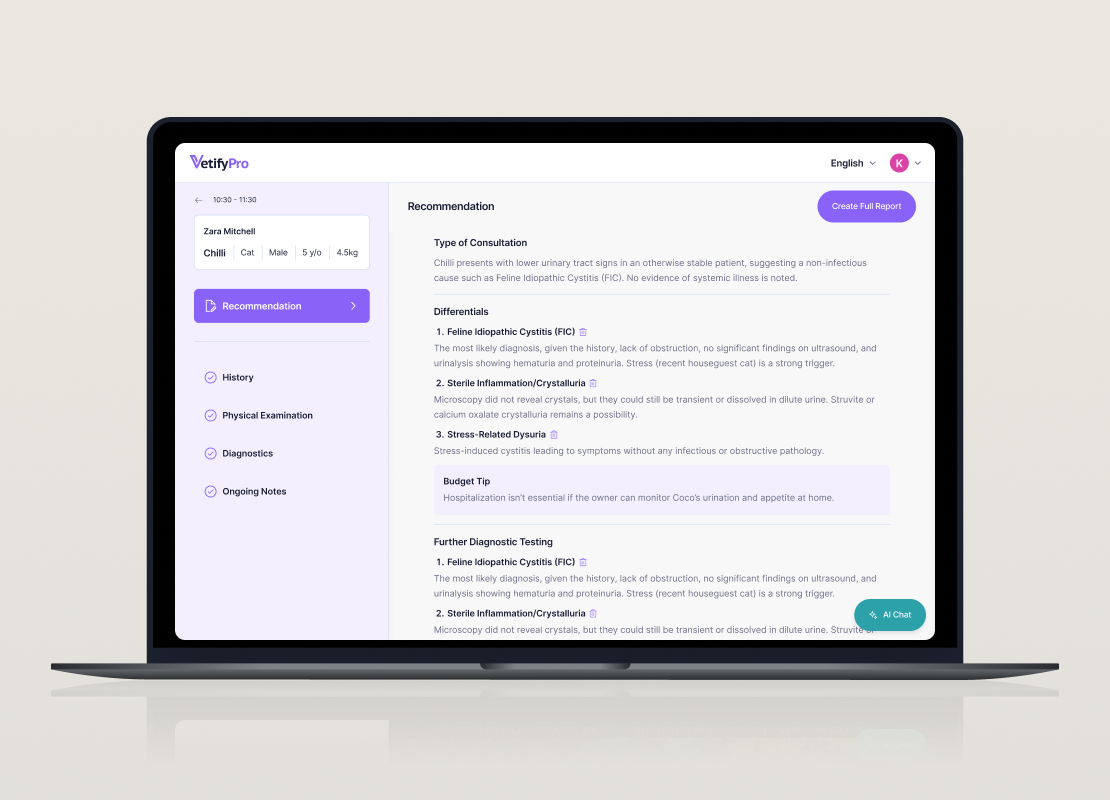 VetifyPro
English
K
10:30 - 11:30
Zara Mitchell
Chilli Cat Male 5 y/o 4.5kg
Recommendation
History
Physical Examination
Diagnostics
Ongoing Notes
Recommendation
Create Full Report
Type of Consultation
Chilli presents with lower urinary tract signs in an otherwise stable patient, suggesting a non-infectious
cause such as Feline Idiopathic Cystitis (FIC). No evidence of systemic illness is noted.
Differentials
1. Feline Idiopathic Cystitis (FIC)
The most likely diagnosis, given the history, lack of obstruction, no significant findings on ultrasound, and
urinalysis showing hematuria and proteinuria. Stress (recent houseguest cat) is a strong trigger.
2. Sterile Inflammation/Crystalluria
Microscopy did not reveal crystals, but they could still be transient or dissolved in dilute urine. Struvite or
calcium oxalate crystalluria remains a possibility.
3. Stress-Related Dysuria
Stress-induced cystitis leading to symptoms without any infectious or obstructive pathology.
Budget Tip
Hospitalization isn't essential if the owner can monitor Coco's urination and appetite at home.
Further Diagnostic Testing
1. Feline Idiopathic Cystitis (FIC)
The most likely diagnosis, given the history, lack of obstruction, no significant findings on ultrasound, and
urinalysis showing hematuria and proteinuria. Stress (recent houseguest cat) is a strong trigger.
2. Sterile Inflammation/Crystalluria
Microscopy did not reveal crystals, but they could still be transient or dissolved in dilute urine. Struvite or
AI Chat